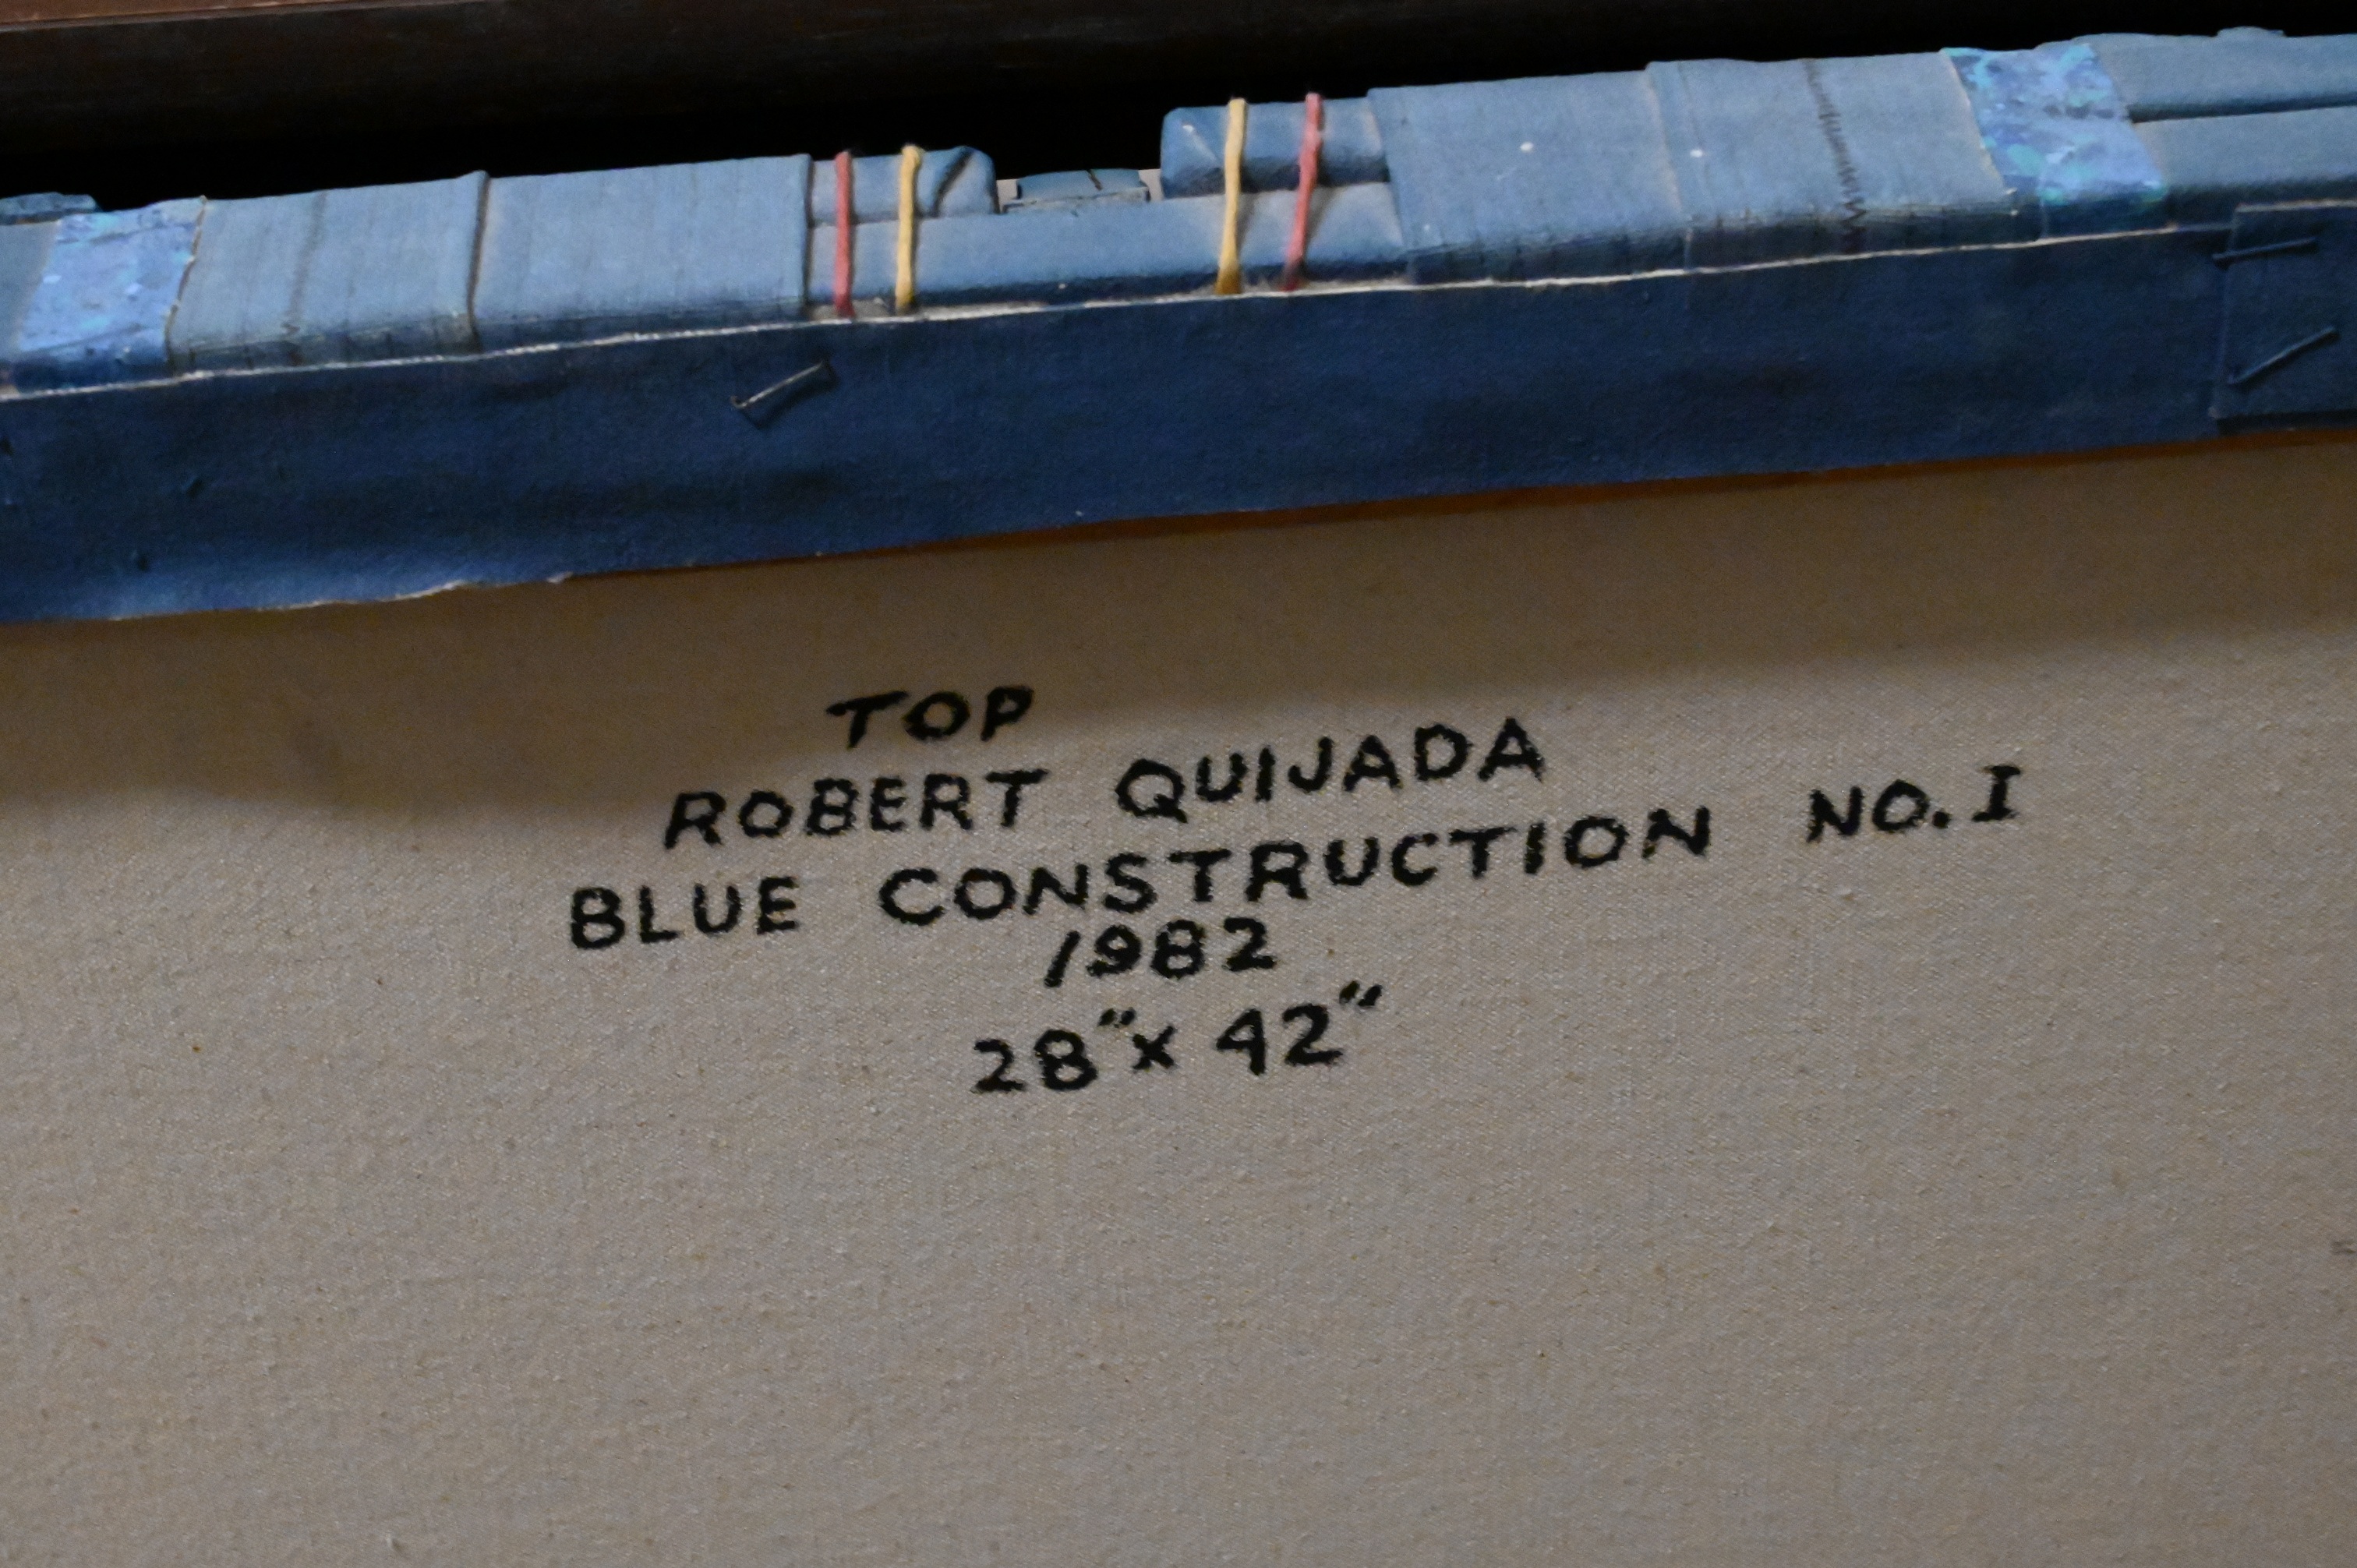 TOP
ROBERT QUIJADA
BLUE CONSTRUCTION NO. I
1982
28" x 42"